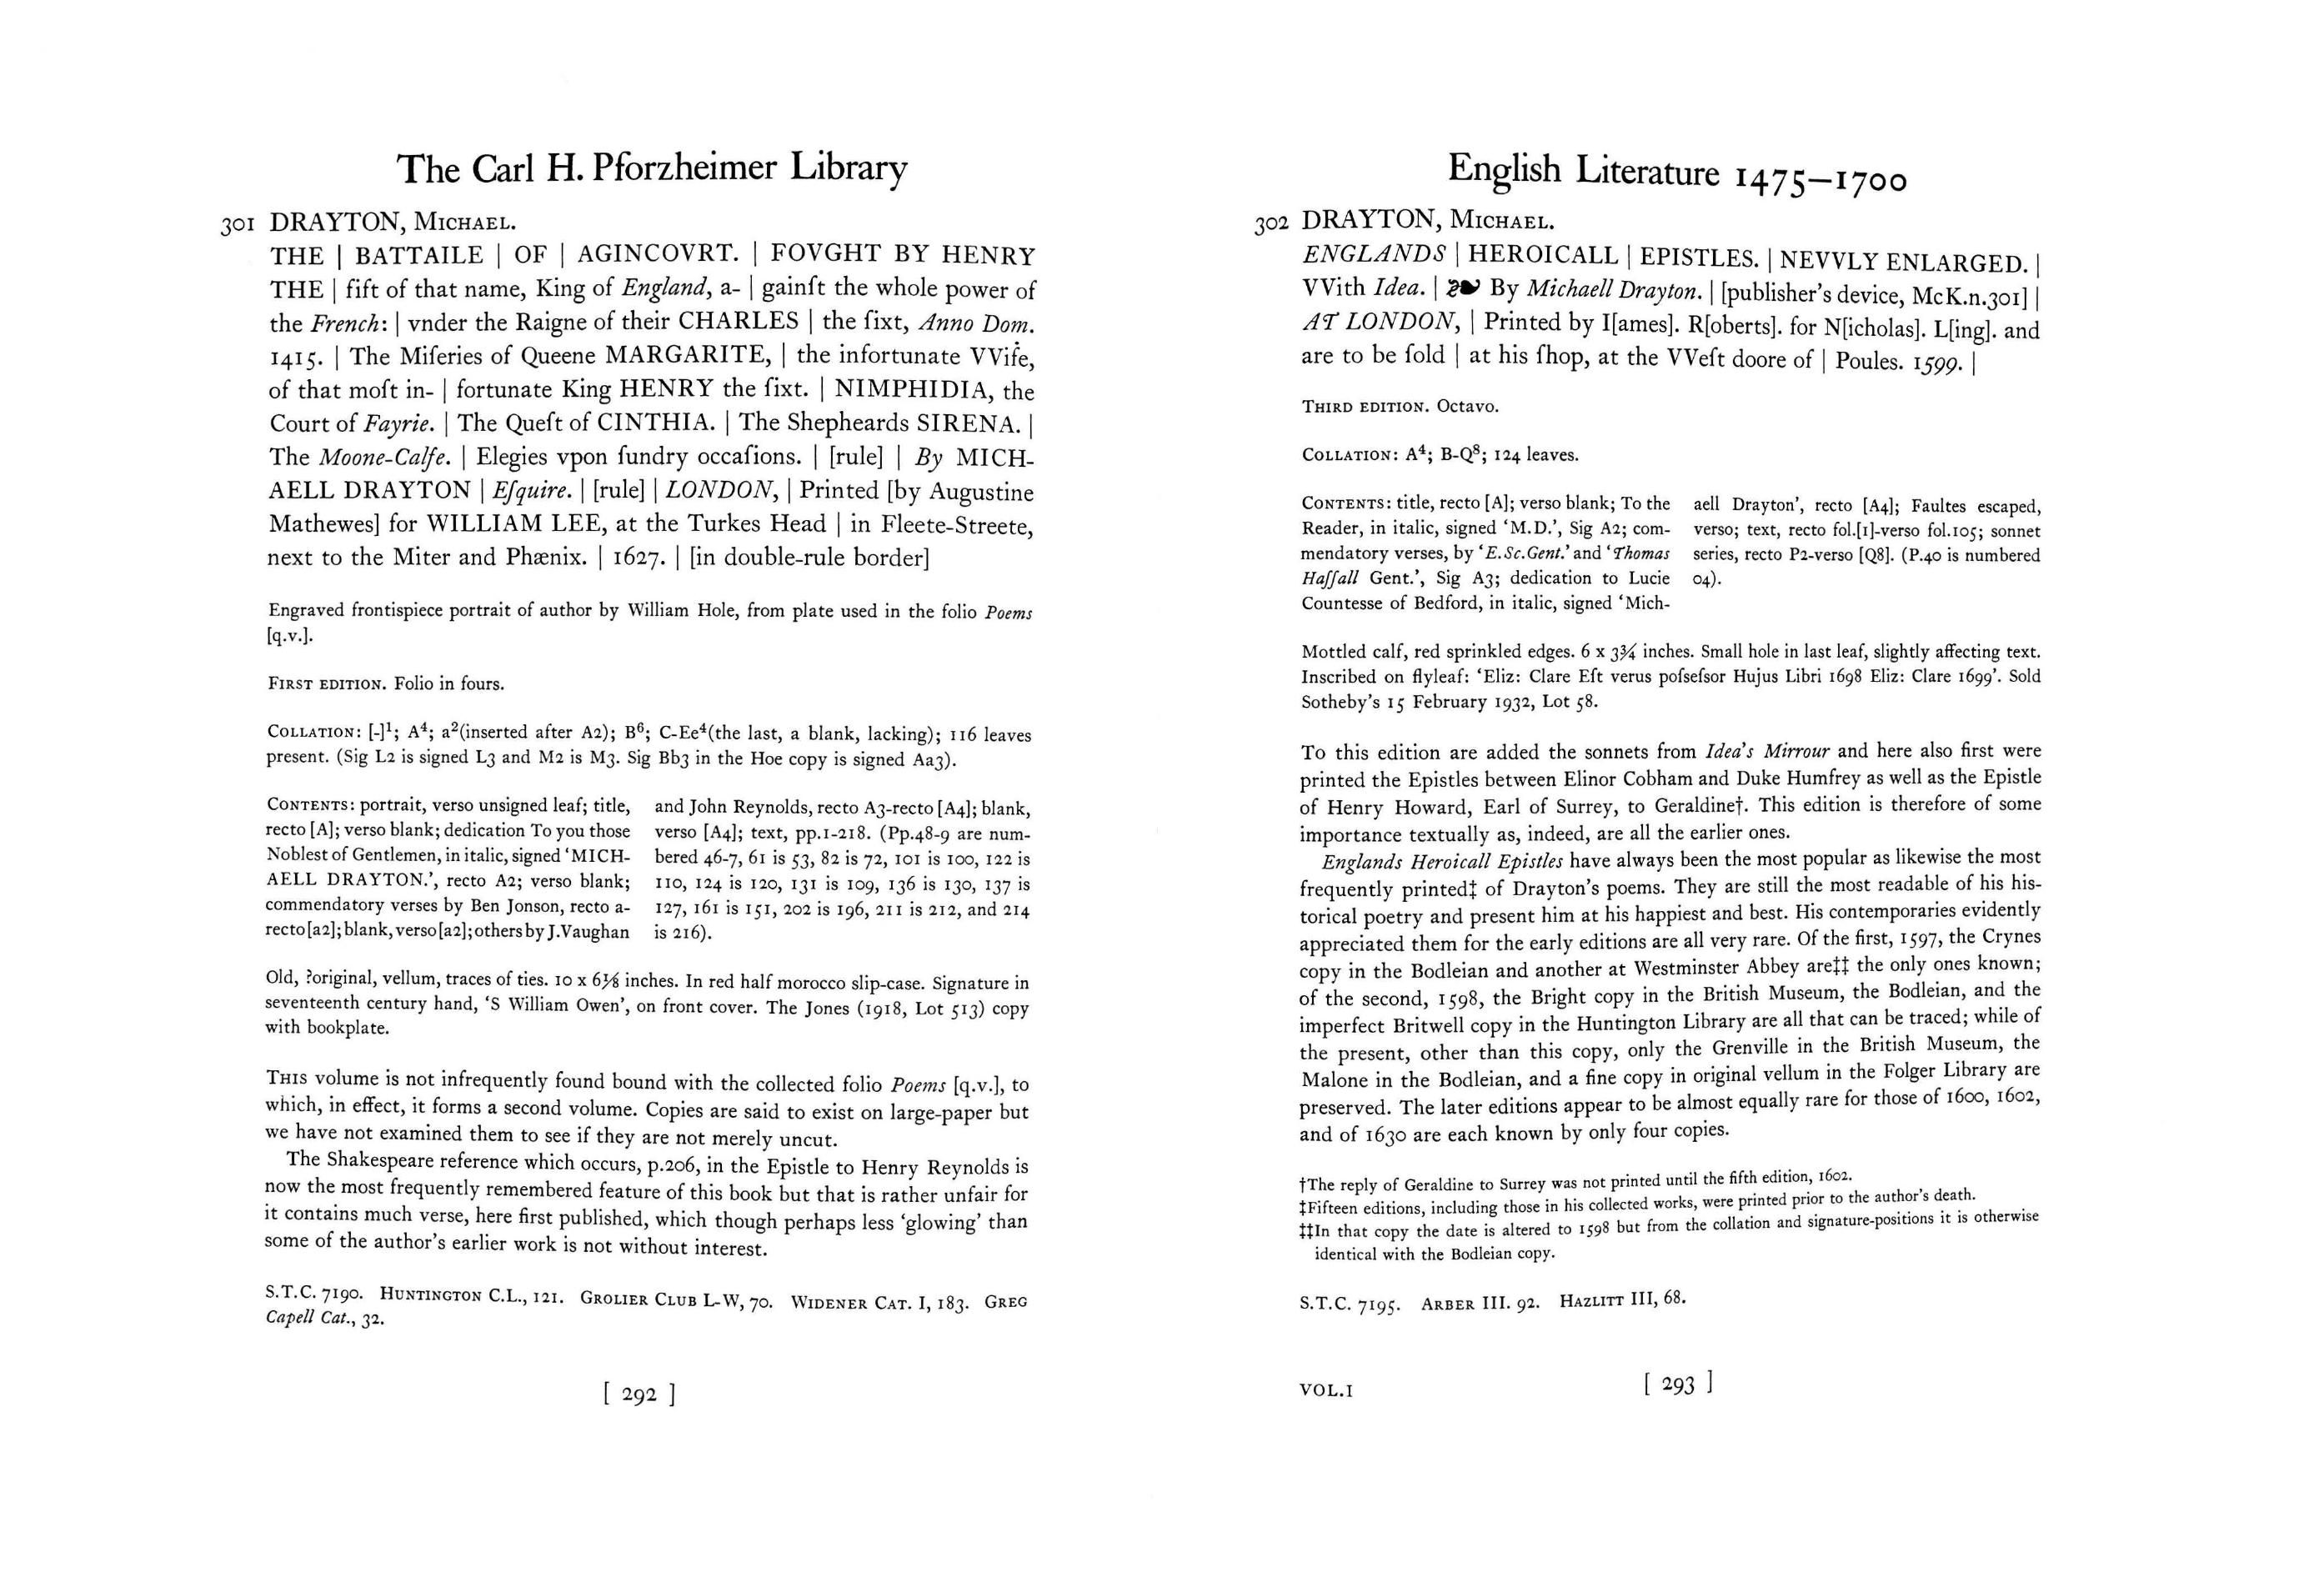 The Carl H. Pforzheimer Library
301 DRAYTON, MICHAEL.
THE | BATTAILE | OF | AGINCOVRT. | FOVGHT BY HENRY
THE | fift of that name, King of England, a- | gainſt the whole power of
the French: | vnder the Raigne of their CHARLES | the ſixt, Anno Dom.
1415. | The Miſeries of Queene MARGARITE, | the infortunate VVife,
of that moſt in- | fortunate King HENRY the ſixt. | NIMPHIDIA, the
Court of Fayrie. | The Queſt of CINTHIA. | The Shepheards SIRENA. |
The Moone-Calfe. | Elegies vpon ſundry occaſions. | [rule] | By MICH-
AELL DRAYTON | Eſquire. | [rule] | LONDON, | Printed [by Augustine
Mathewes] for WILLIAM LEE, at the Turkes Head | in Fleete-Streete,
next to the Miter and Phænix. | 1627. | [in double-rule border]
Engraved frontispiece portrait of author by William Hole, from plate used in the folio Poems
[q.v.].
FIRST EDITION. Folio in fours.
COLLATION: [-]¹; A⁴; a²(inserted after A2); B⁶; C-Ee⁴(the last, a blank, lacking); 116 leaves
present. (Sig L2 is signed L3 and M2 is M3. Sig Bb3 in the Hoe copy is signed Aa3).
CONTENTS: portrait, verso unsigned leaf; title,
recto [A]; verso blank; dedication To you those
Noblest of Gentlemen, in italic, signed ‘MICH-
AELL DRAYTON.’, recto A2; verso blank;
commendatory verses by Ben Jonson, recto a-
recto[a2]; blank, verso[a2]; others by J.Vaughan
and John Reynolds, recto A3-recto [A4]; blank,
verso [A4]; text, pp.1-218. (Pp.48-9 are num-
bered 46-7, 61 is 53, 82 is 72, 101 is 100, 122 is
110, 124 is 120, 131 is 109, 136 is 130, 137 is
127, 161 is 151, 202 is 196, 211 is 212, and 214
is 216).
Old, ?original, vellum, traces of ties. 10 x 6⅞ inches. In red half morocco slip-case. Signature in
seventeenth century hand, ‘S William Owen’, on front cover. The Jones (1918, Lot 513) copy
with bookplate.
THIS volume is not infrequently found bound with the collected folio Poems [q.v.], to
which, in effect, it forms a second volume. Copies are said to exist on large-paper but
we have not examined them to see if they are not merely uncut.
The Shakespeare reference which occurs, p.206, in the Epistle to Henry Reynolds is
now the most frequently remembered feature of this book but that is rather unfair for
it contains much verse, here first published, which though perhaps less ‘glowing’ than
some of the author's earlier work is not without interest.
S.T.C. 7190. HUNTINGTON C.L., 121. GROLIER CLUB L-W, 70. WIDENER CAT. I, 183. GREG
Capell Cat., 32.
[ 292 ]
English Literature 1475–1700
302 DRAYTON, MICHAEL.
ENGLANDS | HEROICALL | EPISTLES. | NEVVLY ENLARGED. |
VVith Idea. | ❧ By Michaell Drayton. | [publisher's device, McK.n.301] |
AT LONDON, | Printed by I[ames]. R[oberts]. for N[icholas]. L[ing]. and
are to be ſold | at his ſhop, at the VVeſt doore of | Poules. 1599. |
THIRD EDITION. Octavo.
COLLATION: A⁴; B-Q⁸; 124 leaves.
CONTENTS: title, recto [A]; verso blank; To the
Reader, in italic, signed ‘M.D.’, Sig A2; com-
mendatory verses, by ‘E.Sc.Gent.’ and ‘Thomas
Haſſall Gent.’, Sig A3; dedication to Lucie
Countesse of Bedford, in italic, signed ‘Mich-
aell Drayton’, recto [A4]; Faultes escaped,
verso; text, recto fol.[1]-verso fol.105; sonnet
series, recto P2-verso [Q8]. (P.40 is numbered
04).
Mottled calf, red sprinkled edges. 6 x 3¾ inches. Small hole in last leaf, slightly affecting text.
Inscribed on flyleaf: ‘Eliz: Clare Eſt verus poſseſsor Hujus Libri 1698 Eliz: Clare 1699’. Sold
Sotheby's 15 February 1932, Lot 58.
To this edition are added the sonnets from Idea's Mirrour and here also first were
printed the Epistles between Elinor Cobham and Duke Humfrey as well as the Epistle
of Henry Howard, Earl of Surrey, to Geraldine†. This edition is therefore of some
importance textually as, indeed, are all the earlier ones.
Englands Heroicall Epistles have always been the most popular as likewise the most
frequently printed‡ of Drayton's poems. They are still the most readable of his his-
torical poetry and present him at his happiest and best. His contemporaries evidently
appreciated them for the early editions are all very rare. Of the first, 1597, the Crynes
copy in the Bodleian and another at Westminster Abbey are‡‡ the only ones known;
of the second, 1598, the Bright copy in the British Museum, the Bodleian, and the
imperfect Britwell copy in the Huntington Library are all that can be traced; while of
the present, other than this copy, only the Grenville in the British Museum, the
Malone in the Bodleian, and a fine copy in original vellum in the Folger Library are
preserved. The later editions appear to be almost equally rare for those of 1600, 1602,
and of 1630 are each known by only four copies.
†The reply of Geraldine to Surrey was not printed until the fifth edition, 1602.
‡Fifteen editions, including those in his collected works, were printed prior to the author's death.
‡‡In that copy the date is altered to 1598 but from the collation and signature-positions it is otherwise
identical with the Bodleian copy.
S.T.C. 7195. ARBER III. 92. HAZLITT III, 68.
VOL.I
[ 293 ]